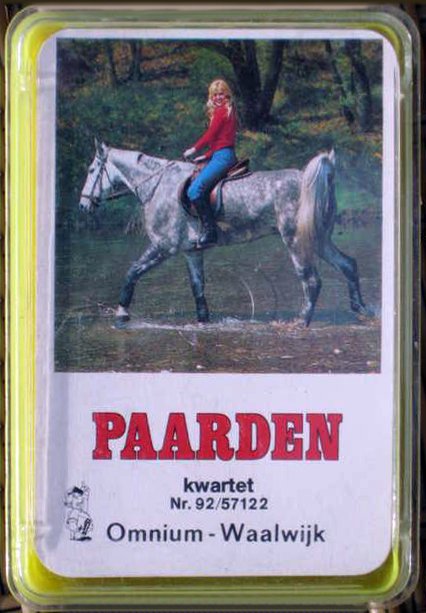 PAARDEN
kwartet
Nr. 92/57122
Omnium - Waalwijk